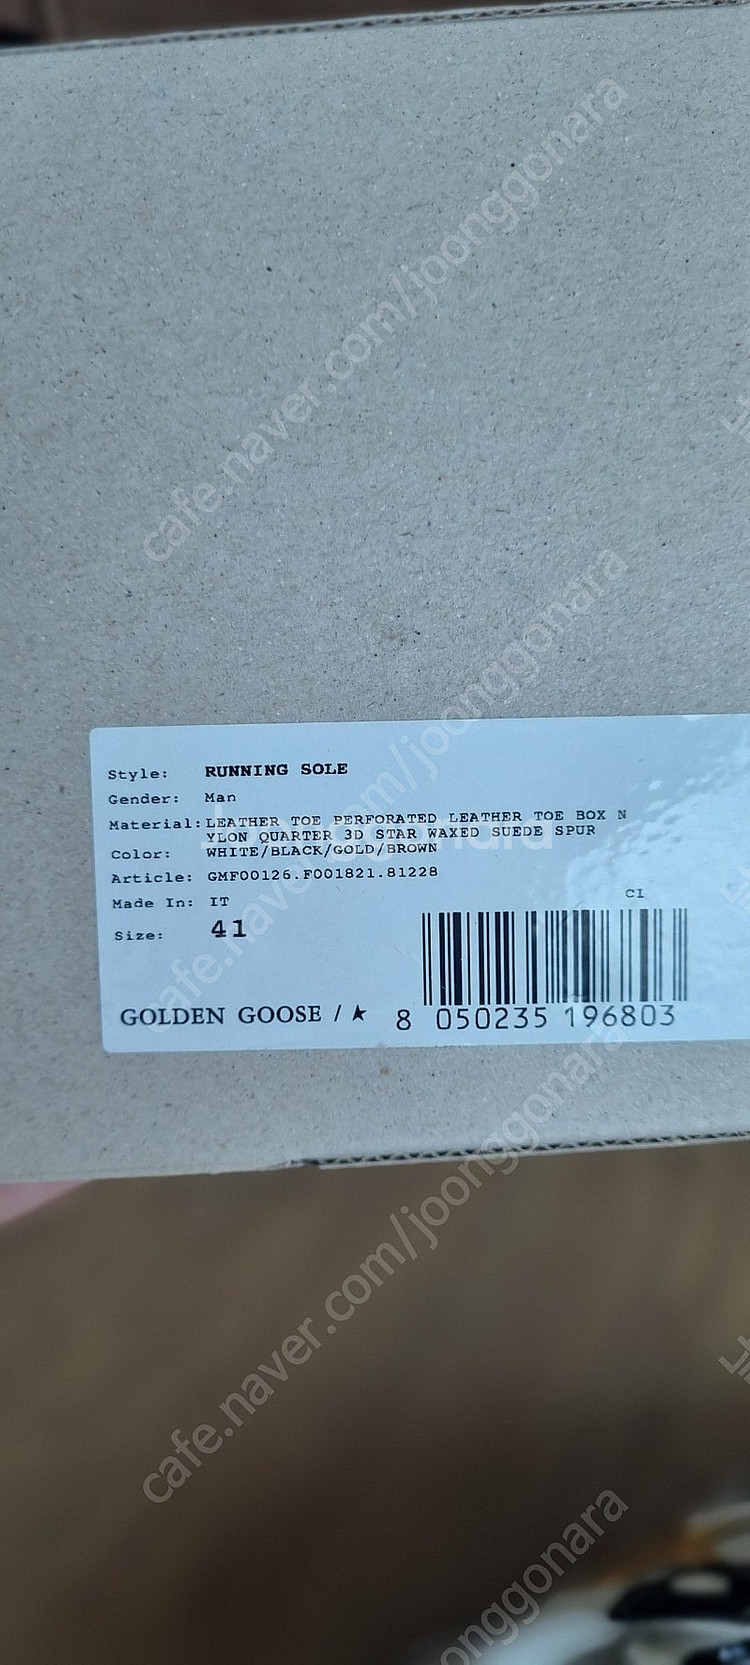 cafe.naver.com/joonggonara
cafe.naver.com/joonggonara
Style: RUNNING SOLE
Gender: Man
Material: LEATHER TOE PERFORATED LEATHER TOE BOX N
YLON QUARTER 3D STAR WAXED SUEDE SPUR
Color: WHITE/BLACK/GOLD/BROWN
Article: GMF00126.F001821.81228
Made In: IT
CI
Size: 41
GOLDEN GOOSE / ★
8 050235 196803
cafe.naver.com/joonggonara
joonggonara